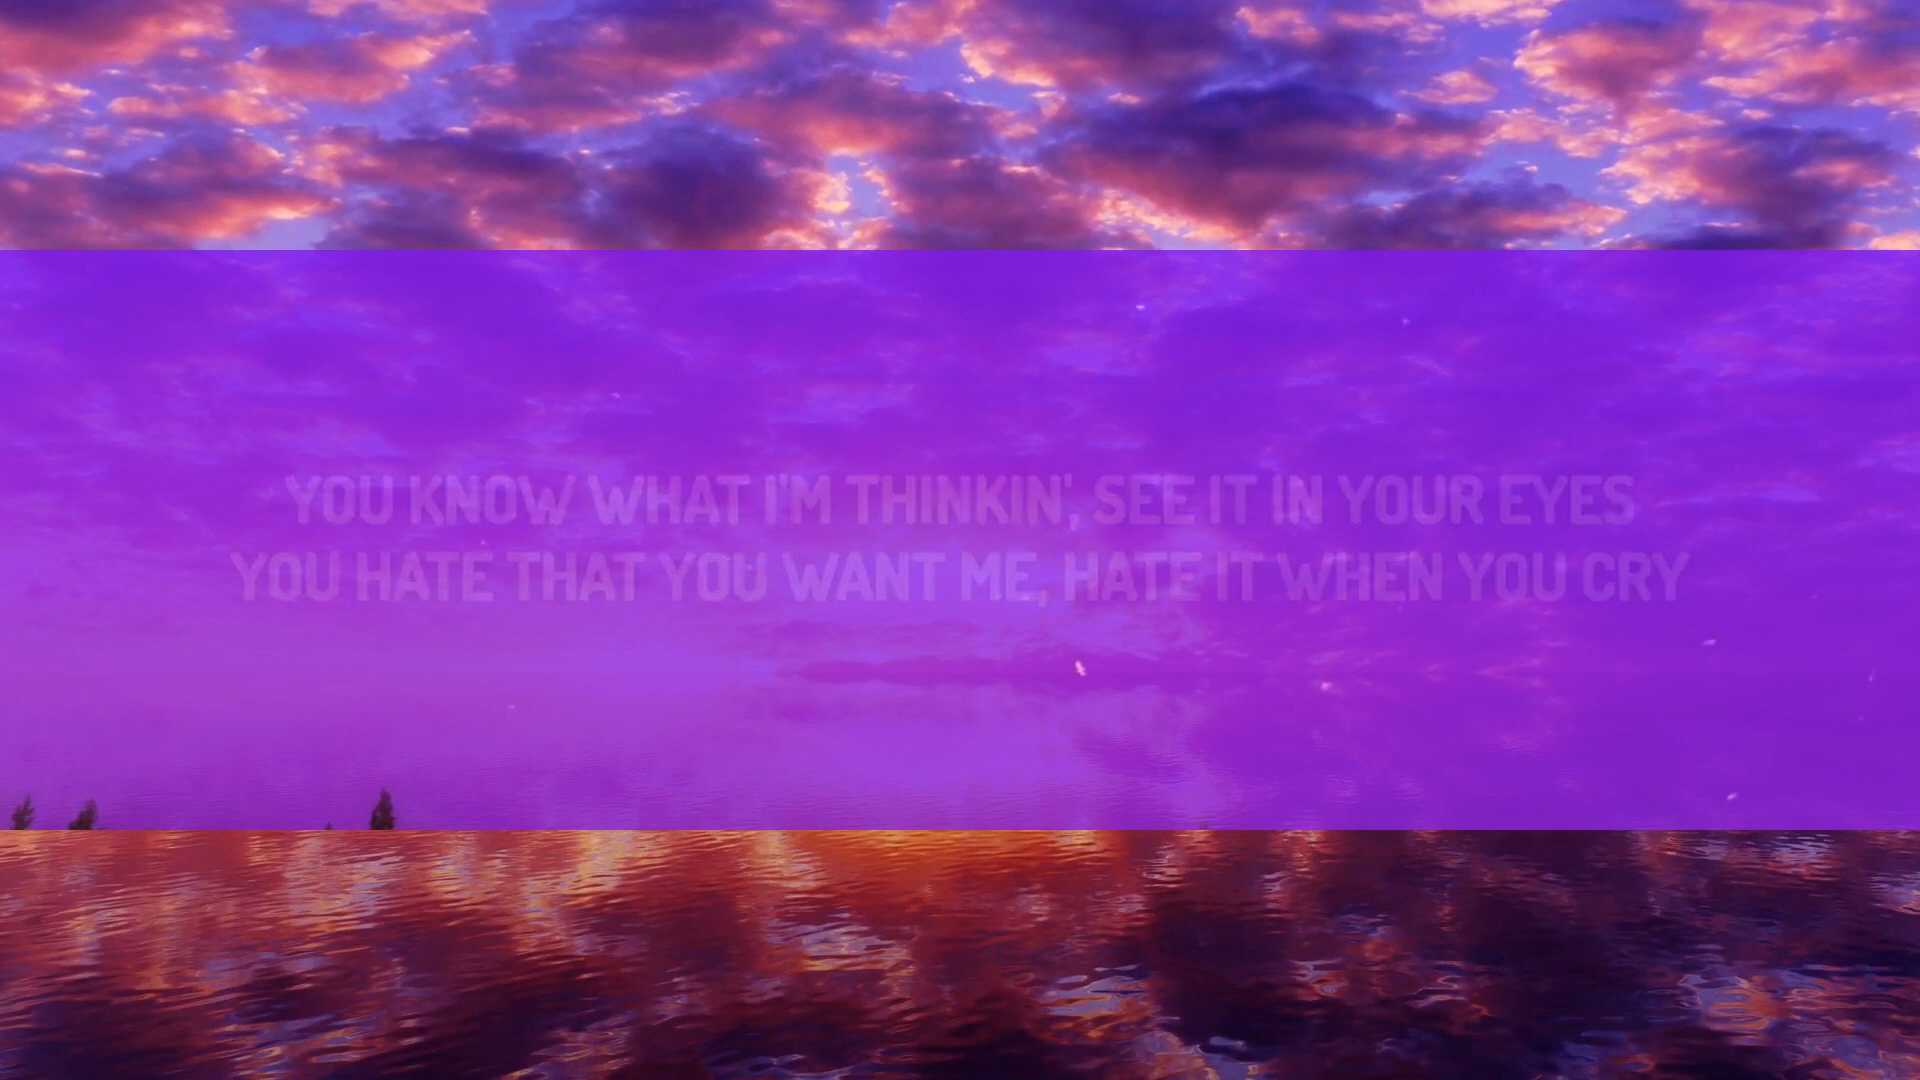 YOU KNOW WHAT I'M THINKIN', SEE IT IN YOUR EYES
YOU HATE THAT YOU WANT ME, HATE IT WHEN YOU CRY